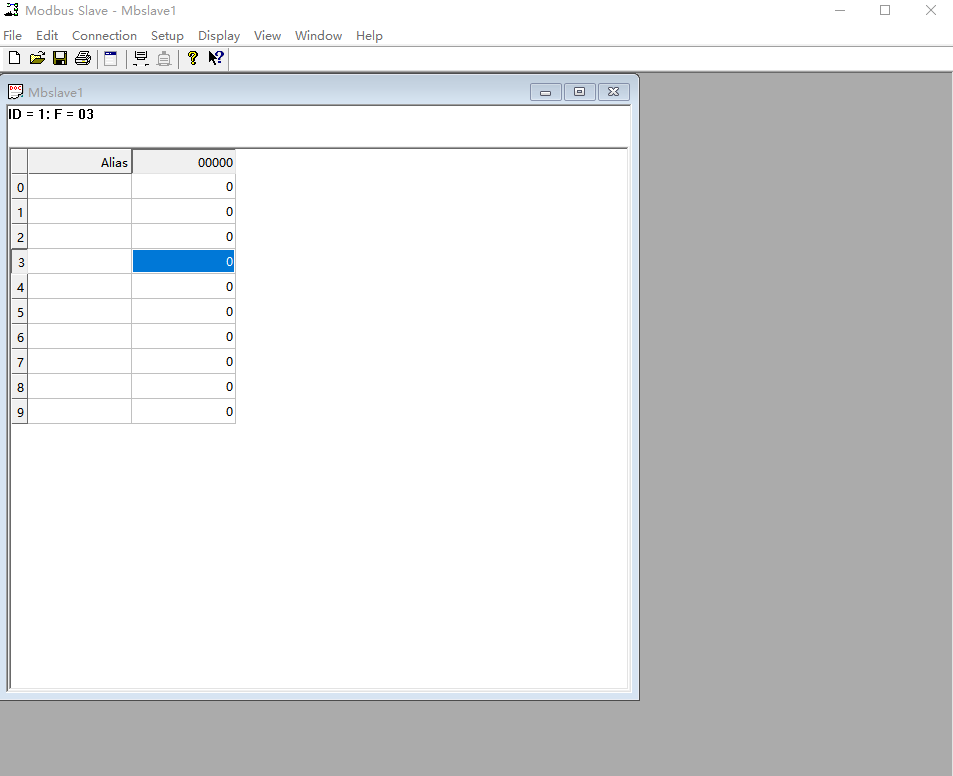 Modbus Slave - Mbslave1
File Edit Connection Setup Display View Window Help
Mbslave1
ID = 1: F = 03
Alias 00000
0 0
1 0
2 0
3 0
4 0
5 0
6 0
7 0
8 0
9 0